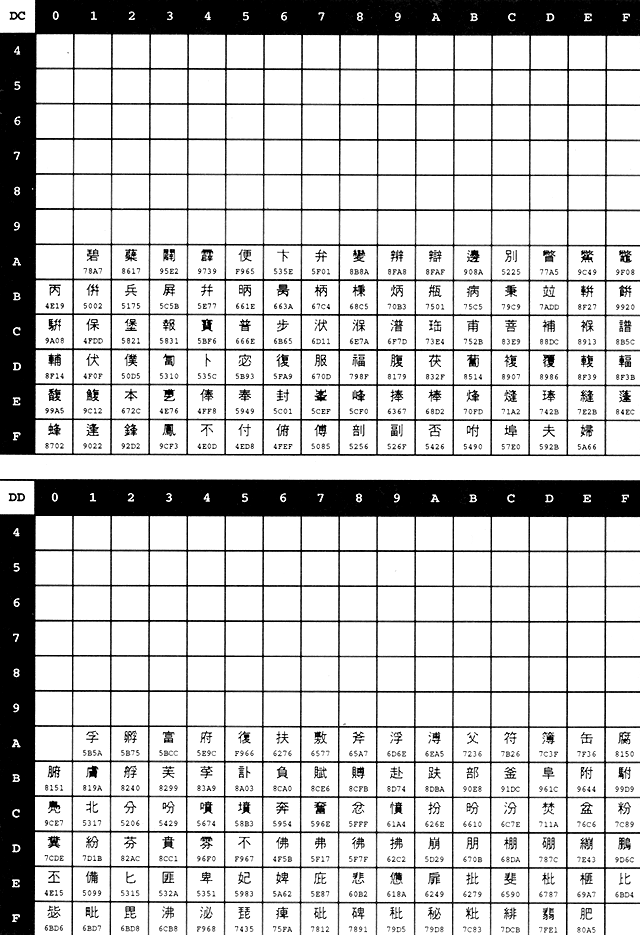 DC 0 1 2 3 4 5 6 7 8 9 A B C D E F
4
5
6
7
8
9
A 碧 蘗 闢 霹 便 卞 弁 變 辨 辯 邊 別 瞥 鱉 鼈
78A7 8617 95E2 9739 F965 535E 5F01 8B8A 8FA8 8FAF 908A 5225 77A5 9C49 9F08
B 丙 倂 兵 屛 幷 昞 昺 柄 棅 炳 甁 病 秉 竝 輧 餠
4E19 5002 5175 5C5B 5E77 661E 663A 67C4 68C5 70B3 7501 75C5 79C9 7ADD 8F27 9920
C 騈 保 堡 報 寶 普 步 洑 湺 潽 珤 甫 菩 補 褓 譜
9A08 4FDD 5821 5831 5BF6 666E 6B65 6D11 6E7A 6F7D 73E4 752B 83E9 88DC 8913 8B5C
D 輔 伏 僕 匐 卜 宓 復 服 福 腹 茯 蔔 複 覆 輹 輻
8F14 4F0F 50D5 5310 535C 5B93 5FA9 670D 798F 8179 832F 8514 8907 8986 8F39 8F3B
E 馥 鰒 本 乶 俸 奉 封 峯 峰 捧 棒 烽 熢 琫 縫 蓬
99A5 9C12 672C 4E76 4FF8 5949 5C01 5CEF 5CF0 6367 68D2 70FD 71A2 742B 7E2B 84EC
F 蜂 逢 鋒 鳳 不 付 俯 傅 剖 副 否 咐 埠 夫 婦
8702 9022 92D2 9CF3 4E0D 4ED8 4FEF 5085 5256 526F 5426 5490 57E0 592B 5A66
DD 0 1 2 3 4 5 6 7 8 9 A B C D E F
4
5
6
7
8
9
A 孚 孵 富 府 復 扶 敷 斧 浮 溥 父 符 簿 缶 腐
5B5A 5B75 5BCC 5E9C F966 6276 6577 65A7 6D6E 6EA5 7236 7B26 7C3F 7F36 8150
B 腑 膚 艀 芙 莩 訃 負 賦 賻 赴 趺 部 釜 阜 附 駙
8151 819A 8240 8299 83A9 8A03 8CA0 8CE6 8CFB 8D74 8DBA 90E8 91DC 961C 9644 99D9
C 鳧 北 分 吩 噴 墳 奔 奮 忿 憤 扮 昐 汾 焚 盆 粉
9CE7 5317 5206 5429 5674 58B3 5954 596E 5FFF 61A4 626E 6610 6C7E 711A 76C6 7C89
D 糞 紛 芬 賁 雰 不 佛 弗 彿 拂 崩 朋 棚 硼 繃 鵬
7CDE 7D1B 82AC 8CC1 96F0 F967 4F5B 5F17 5F7F 62C2 5D29 670B 68DA 787C 7E43 9D6C
E 丕 備 匕 匪 卑 妃 婢 庇 悲 憊 扉 批 斐 枇 榧 比
4E15 5099 5315 532A 5351 5983 5A62 5E87 60B2 618A 6249 6279 6590 6787 69A7 6BD4
F 毖 毗 毘 沸 泌 琵 痺 砒 碑 秕 秘 粃 緋 翡 肥
6BD6 6BD7 6BD8 6CB8 F968 7435 75FA 7812 7891 79D5 79D8 7C83 7DCB 7FE1 80A5